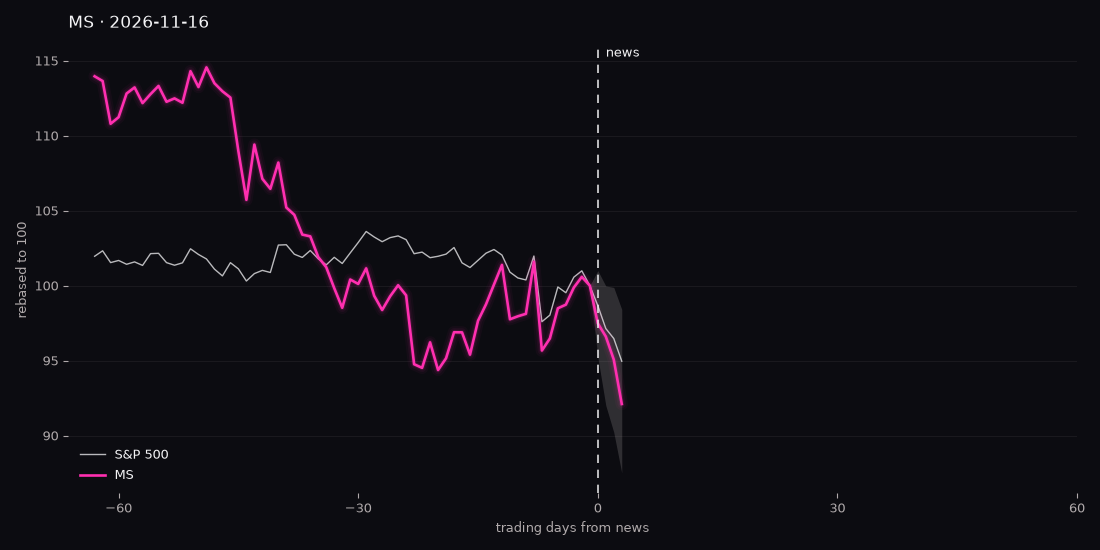 MS · 2026-11-16
news
115
110
105
100
95
90
rebased to 100
S&P 500
MS
−60
−30
0
30
60
trading days from news